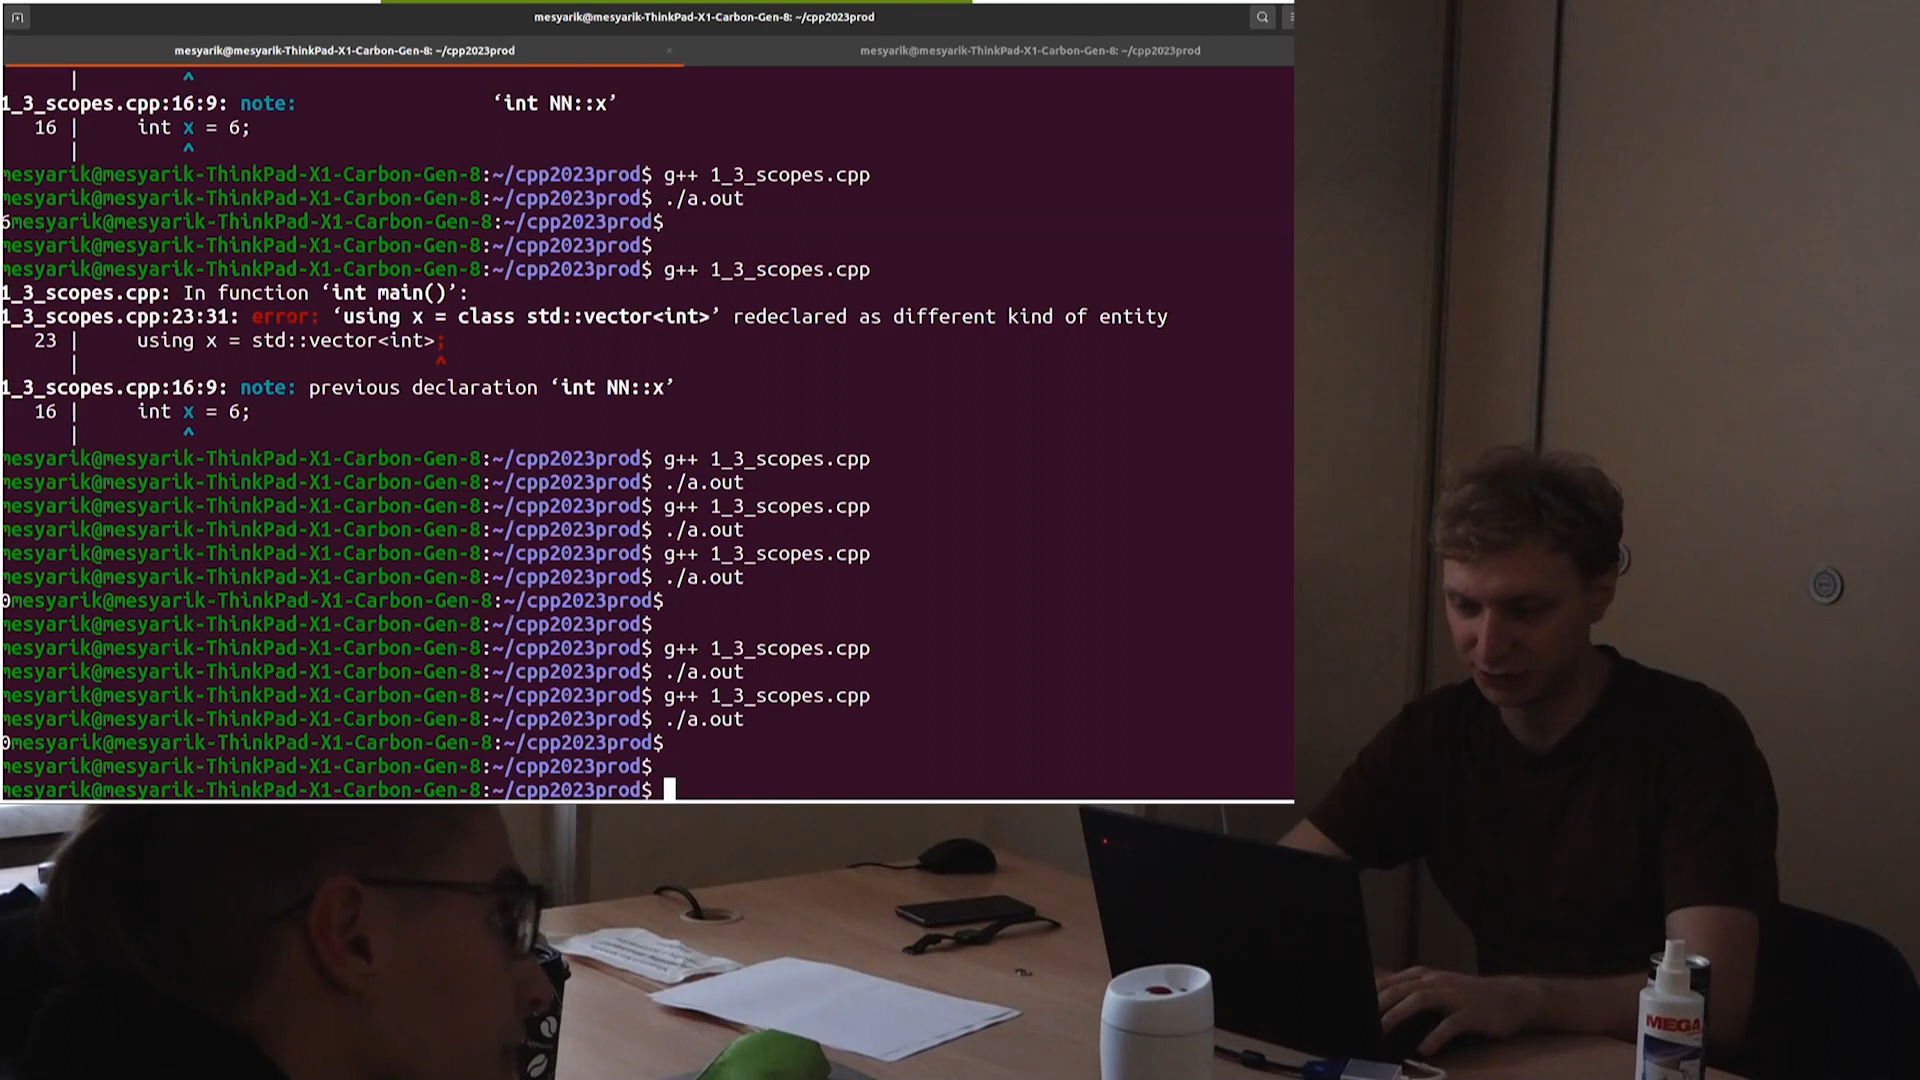 mesyarik@mesyarik-ThinkPad-X1-Carbon-Gen-8: ~/cpp2023prod
mesyarik@mesyarik-ThinkPad-X1-Carbon-Gen-8: ~/cpp2023prod × mesyarik@mesyarik-ThinkPad-X1-Carbon-Gen-8: ~/cpp2023prod
| ^
1_3_scopes.cpp:16:9: note: ‘int NN::x’
16 | int x = 6;
| ^
mesyarik@mesyarik-ThinkPad-X1-Carbon-Gen-8:~/cpp2023prod$ g++ 1_3_scopes.cpp
mesyarik@mesyarik-ThinkPad-X1-Carbon-Gen-8:~/cpp2023prod$ ./a.out
6mesyarik@mesyarik-ThinkPad-X1-Carbon-Gen-8:~/cpp2023prod$
mesyarik@mesyarik-ThinkPad-X1-Carbon-Gen-8:~/cpp2023prod$
mesyarik@mesyarik-ThinkPad-X1-Carbon-Gen-8:~/cpp2023prod$ g++ 1_3_scopes.cpp
1_3_scopes.cpp: In function ‘int main()’:
1_3_scopes.cpp:23:31: error: ‘using x = class std::vector<int>’ redeclared as different kind of entity
23 | using x = std::vector<int>;
| ^
1_3_scopes.cpp:16:9: note: previous declaration ‘int NN::x’
16 | int x = 6;
| ^
mesyarik@mesyarik-ThinkPad-X1-Carbon-Gen-8:~/cpp2023prod$ g++ 1_3_scopes.cpp
mesyarik@mesyarik-ThinkPad-X1-Carbon-Gen-8:~/cpp2023prod$ ./a.out
mesyarik@mesyarik-ThinkPad-X1-Carbon-Gen-8:~/cpp2023prod$ g++ 1_3_scopes.cpp
mesyarik@mesyarik-ThinkPad-X1-Carbon-Gen-8:~/cpp2023prod$ ./a.out
mesyarik@mesyarik-ThinkPad-X1-Carbon-Gen-8:~/cpp2023prod$ g++ 1_3_scopes.cpp
mesyarik@mesyarik-ThinkPad-X1-Carbon-Gen-8:~/cpp2023prod$ ./a.out
0mesyarik@mesyarik-ThinkPad-X1-Carbon-Gen-8:~/cpp2023prod$
mesyarik@mesyarik-ThinkPad-X1-Carbon-Gen-8:~/cpp2023prod$
mesyarik@mesyarik-ThinkPad-X1-Carbon-Gen-8:~/cpp2023prod$ g++ 1_3_scopes.cpp
mesyarik@mesyarik-ThinkPad-X1-Carbon-Gen-8:~/cpp2023prod$ ./a.out
mesyarik@mesyarik-ThinkPad-X1-Carbon-Gen-8:~/cpp2023prod$ g++ 1_3_scopes.cpp
mesyarik@mesyarik-ThinkPad-X1-Carbon-Gen-8:~/cpp2023prod$ ./a.out
0mesyarik@mesyarik-ThinkPad-X1-Carbon-Gen-8:~/cpp2023prod$
mesyarik@mesyarik-ThinkPad-X1-Carbon-Gen-8:~/cpp2023prod$
mesyarik@mesyarik-ThinkPad-X1-Carbon-Gen-8:~/cpp2023prod$
MEGA